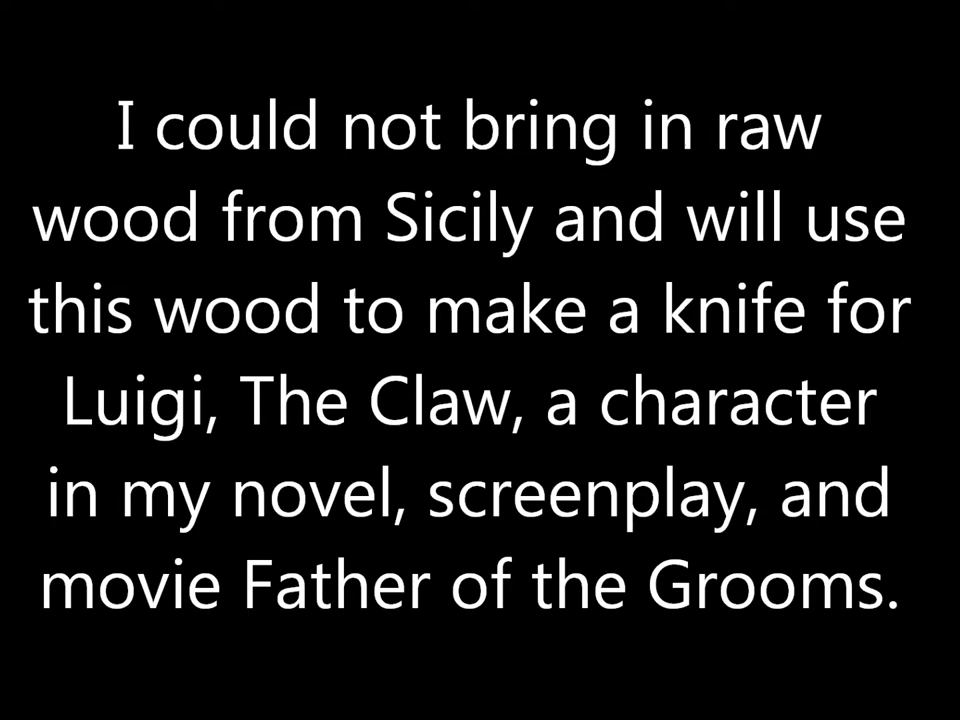 I could not bring in raw
wood from Sicily and will use
this wood to make a knife for
Luigi, The Claw, a character
in my novel, screenplay, and
movie Father of the Grooms.